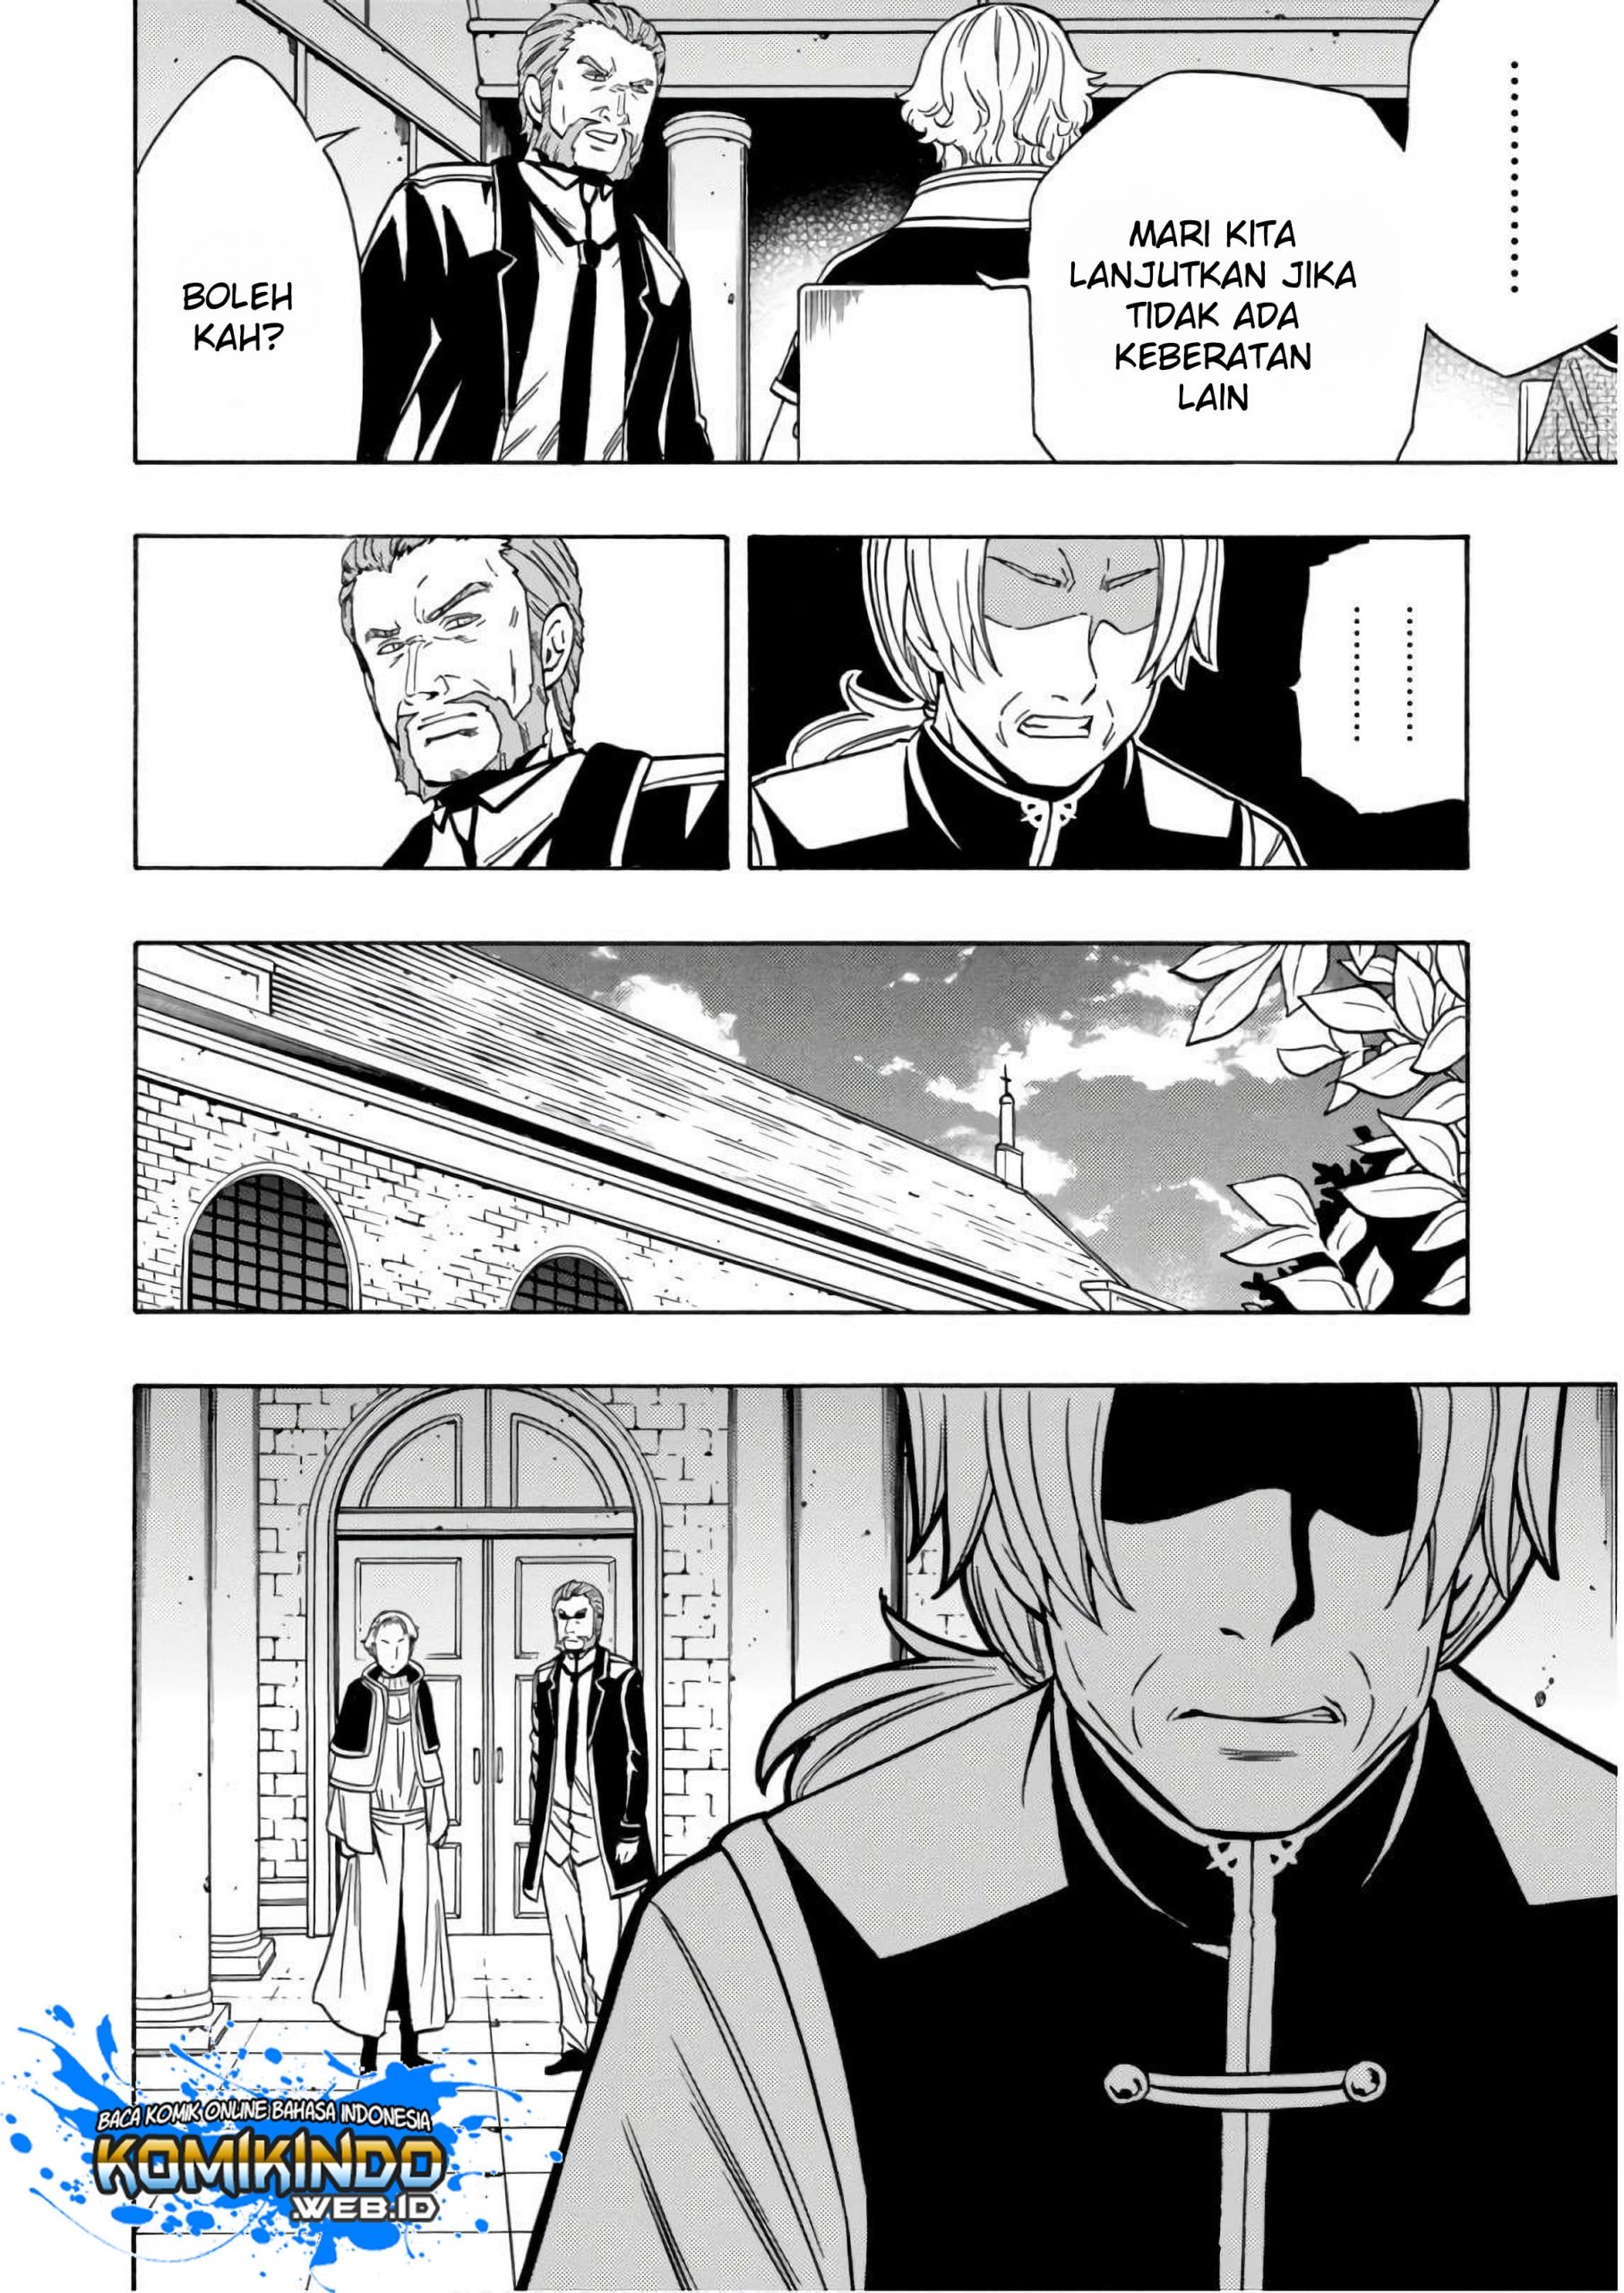 MARI KITA
LANJUTKAN JIKA
TIDAK ADA
KEBERATAN
LAIN
BOLEH
KAH?
BACA KOMIK ONLINE BAHASA INDONESIA
KOMIKINDO
.WEB.ID